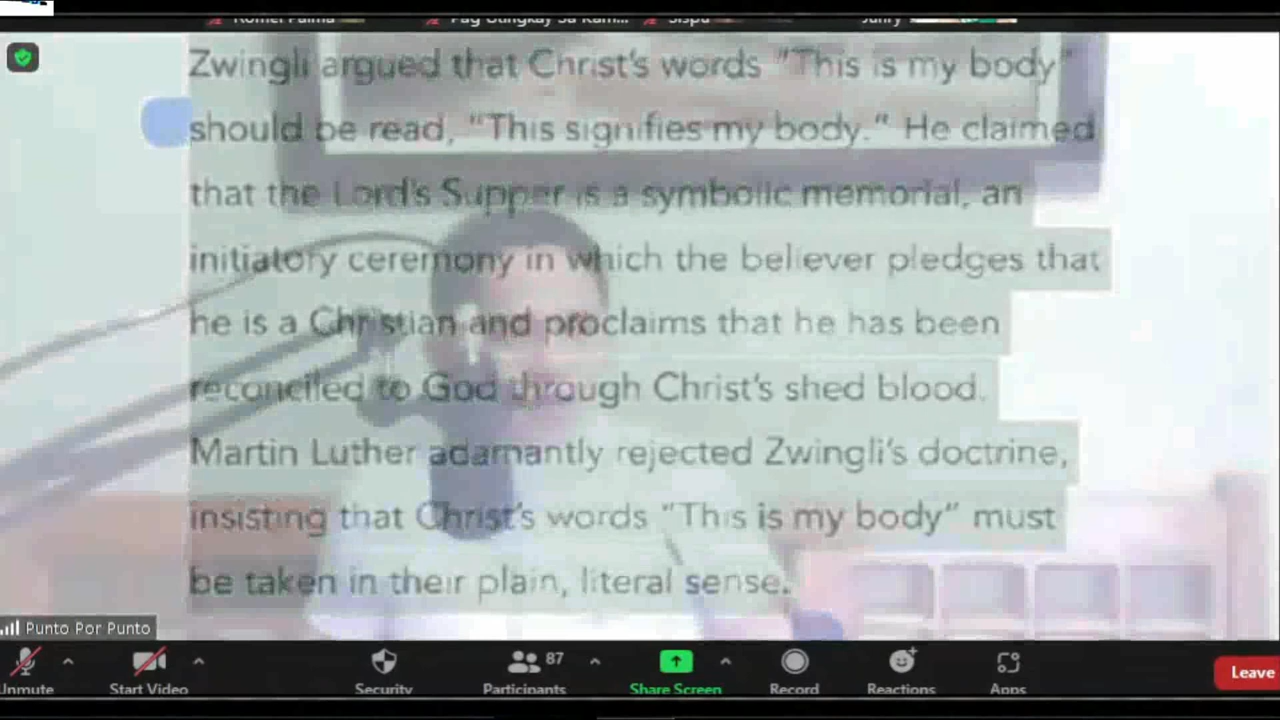 Romel Palma
Zwingli argued that Christ's words "This is my body"
should be read, "This signifies my body." He claimed
that the Lord's Supper is a symbolic memorial, an
initiatory ceremony in which the believer pledges that
he is a Christian and proclaims that he has been
reconciled to God through Christ's shed blood.
Martin Luther adamantly rejected Zwingli's doctrine,
insisting that Christ's words "This is my body" must
be taken in their plain, literal sense.
Punto Por Punto
Unmute
Start Video
Security
87
Participants
Share Screen
Record
Reactions
Apps
Leave